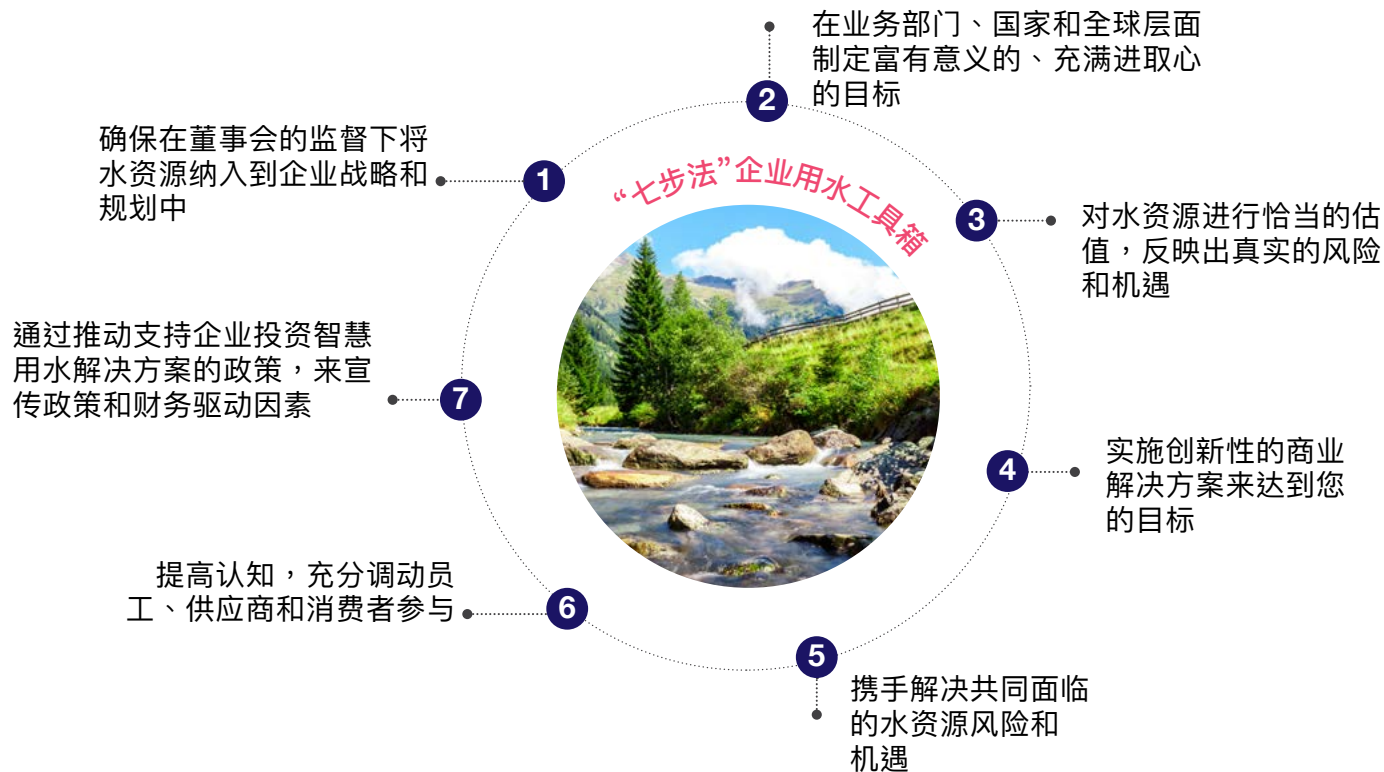 “七步法”企业用水工具箱
1
确保在董事会的监督下将
水资源纳入到企业战略和
规划中
2
在业务部门、国家和全球层面
制定富有意义的、充满进取心
的目标
3
对水资源进行恰当的估
值，反映出真实的风险
和机遇
4
实施创新性的商业
解决方案来达到您
的目标
5
携手解决共同面临
的水资源风险和
机遇
6
提高认知，充分调动员
工、供应商和消费者参与
7
通过推动支持企业投资智慧
用水解决方案的政策，来宣
传政策和财务驱动因素